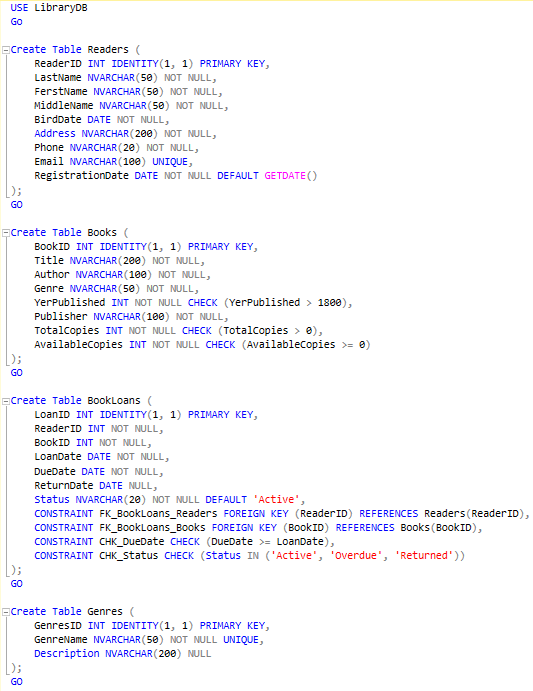 USE LibraryDB
GO
Create Table Readers (
ReaderID INT IDENTITY(1, 1) PRIMARY KEY,
LastName NVARCHAR(50) NOT NULL,
FerstName NVARCHAR(50) NOT NULL,
MiddleName NVARCHAR(50) NOT NULL,
BirdDate DATE NOT NULL,
Address NVARCHAR(200) NOT NULL,
Phone NVARCHAR(20) NOT NULL,
Email NVARCHAR(100) UNIQUE,
RegistrationDate DATE NOT NULL DEFAULT GETDATE()
);
GO
Create Table Books (
BookID INT IDENTITY(1, 1) PRIMARY KEY,
Title NVARCHAR(200) NOT NULL,
Author NVARCHAR(100) NOT NULL,
Genre NVARCHAR(50) NOT NULL,
YerPublished INT NOT NULL CHECK (YerPublished > 1800),
Publisher NVARCHAR(100) NOT NULL,
TotalCopies INT NOT NULL CHECK (TotalCopies > 0),
AvailableCopies INT NOT NULL CHECK (AvailableCopies >= 0)
);
GO
Create Table BookLoans (
LoanID INT IDENTITY(1, 1) PRIMARY KEY,
ReaderID INT NOT NULL,
BookID INT NOT NULL,
LoanDate DATE NOT NULL,
DueDate DATE NOT NULL,
ReturnDate DATE NULL,
Status NVARCHAR(20) NOT NULL DEFAULT 'Active',
CONSTRAINT FK_BookLoans_Readers FOREIGN KEY (ReaderID) REFERENCES Readers(ReaderID),
CONSTRAINT FK_BookLoans_Books FOREIGN KEY (BookID) REFERENCES Books(BookID),
CONSTRAINT CHK_DueDate CHECK (DueDate >= LoanDate),
CONSTRAINT CHK_Status CHECK (Status IN ('Active', 'Overdue', 'Returned'))
);
GO
Create Table Genres (
GenresID INT IDENTITY(1, 1) PRIMARY KEY,
GenreName NVARCHAR(50) NOT NULL UNIQUE,
Description NVARCHAR(200) NULL
);
GO